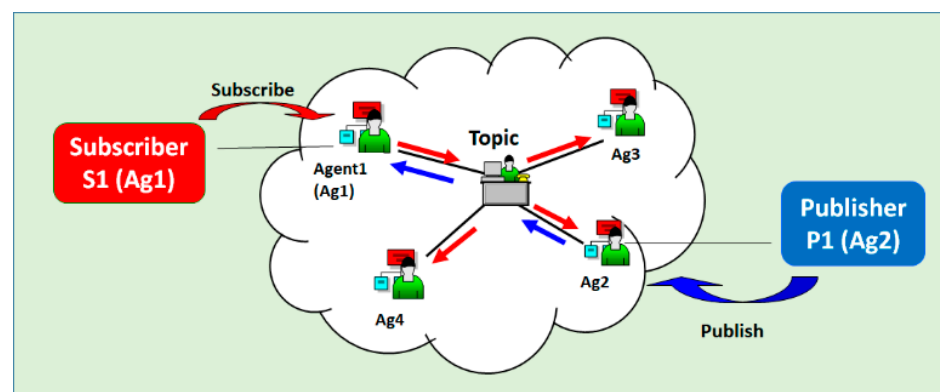 Subscribe
Subscriber
S1 (Ag1)
Agent1
(Ag1)
Topic
Ag3
Publisher
P1 (Ag2)
Ag2
Ag4
Publish